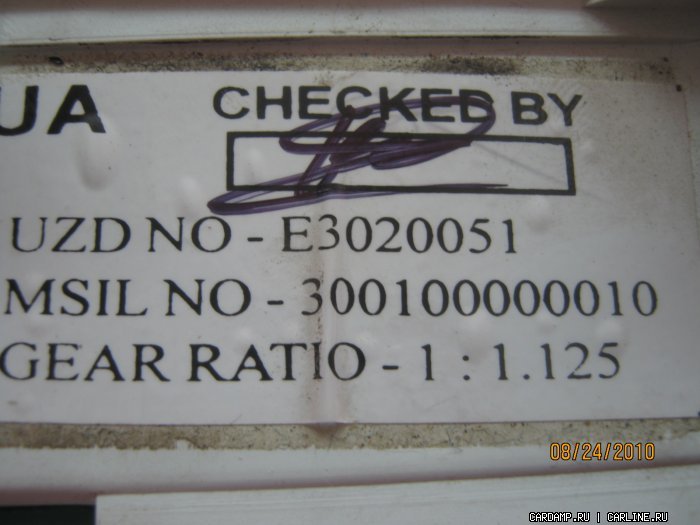 UA CHECKED BY
UZD NO - E3020051
MSIL NO - 300100000010
GEAR RATIO - 1 : 1.125
08/24/2010
CARDAMP.RU | CARLINE.RU